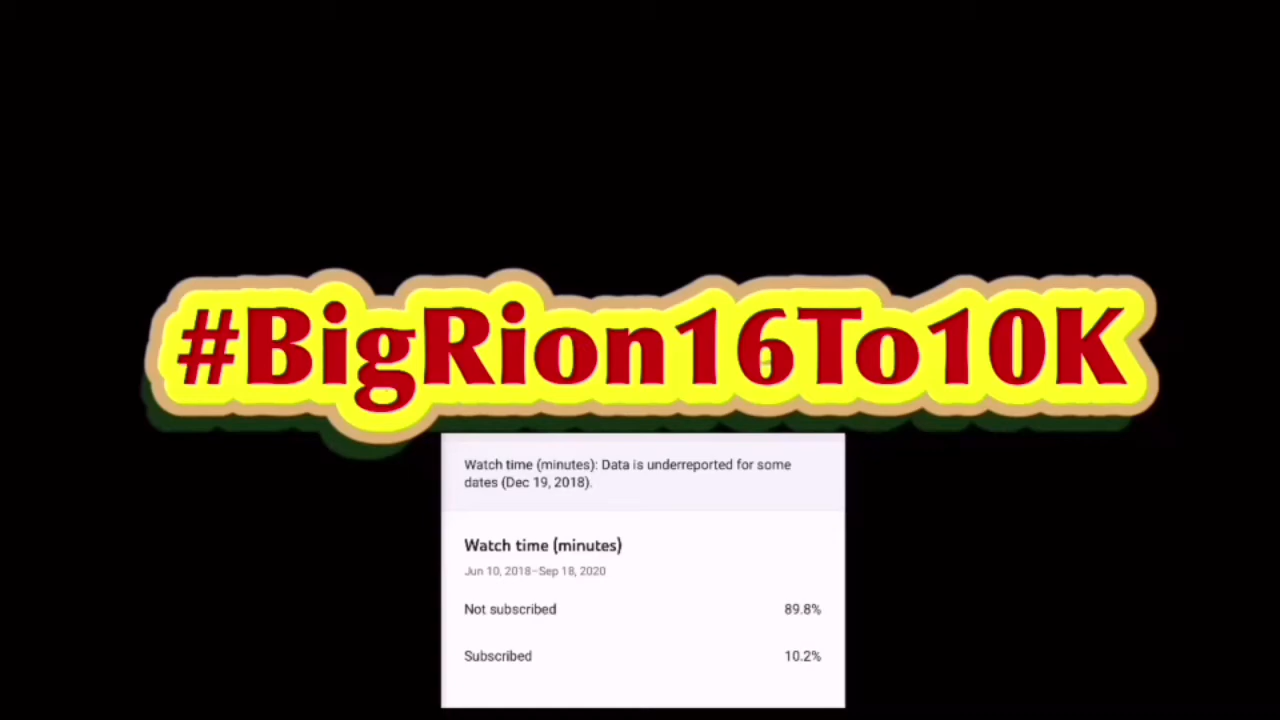 #BigRion16To10K
Watch time (minutes): Data is underreported for some
dates (Dec 19, 2018).
Watch time (minutes)
Jun 10, 2018–Sep 18, 2020
Not subscribed 89.8%
Subscribed 10.2%